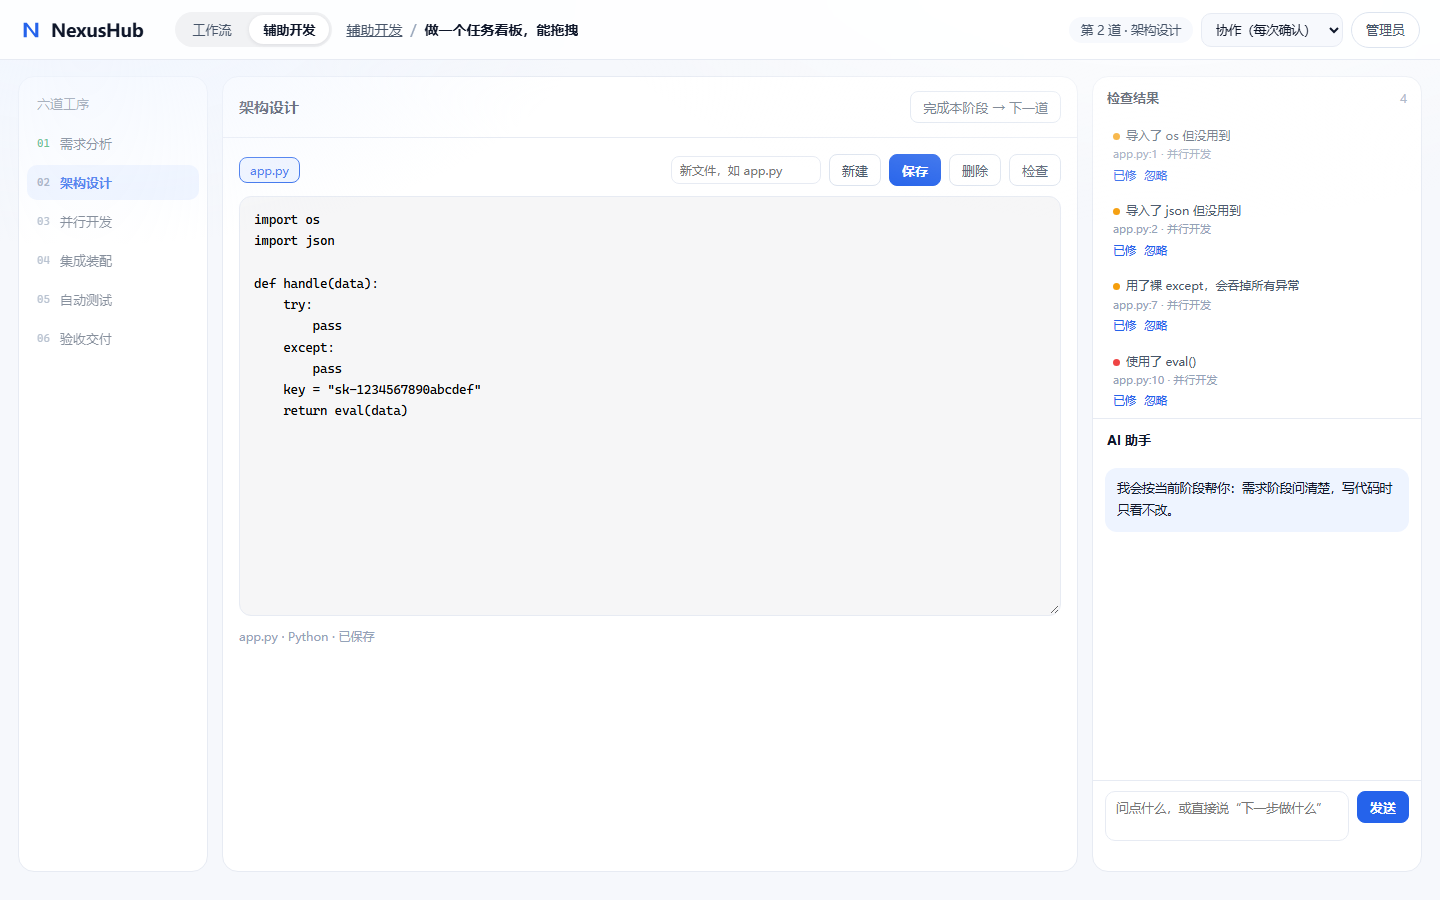 N NexusHub
工作流 辅助开发
辅助开发 / 做一个任务看板，能拖拽
第 2 道 · 架构设计
协作（每次确认）
管理员
六道工序
01 需求分析
02 架构设计
03 并行开发
04 集成装配
05 自动测试
06 验收交付
架构设计
完成本阶段 → 下一道
app.py
新文件，如 app.py
新建 保存 删除 检查
import os
import json
def handle(data):
try:
pass
except:
pass
key = "sk-1234567890abcdef"
return eval(data)
app.py · Python · 已保存
检查结果 4
导入了 os 但没用到
app.py:1 · 并行开发
已修 忽略
导入了 json 但没用到
app.py:2 · 并行开发
已修 忽略
用了裸 except，会吞掉所有异常
app.py:7 · 并行开发
已修 忽略
使用了 eval()
app.py:10 · 并行开发
已修 忽略
AI 助手
我会按当前阶段帮你：需求阶段问清楚，写代码时
只看不改。
问点什么，或直接说“下一步做什么”
发送